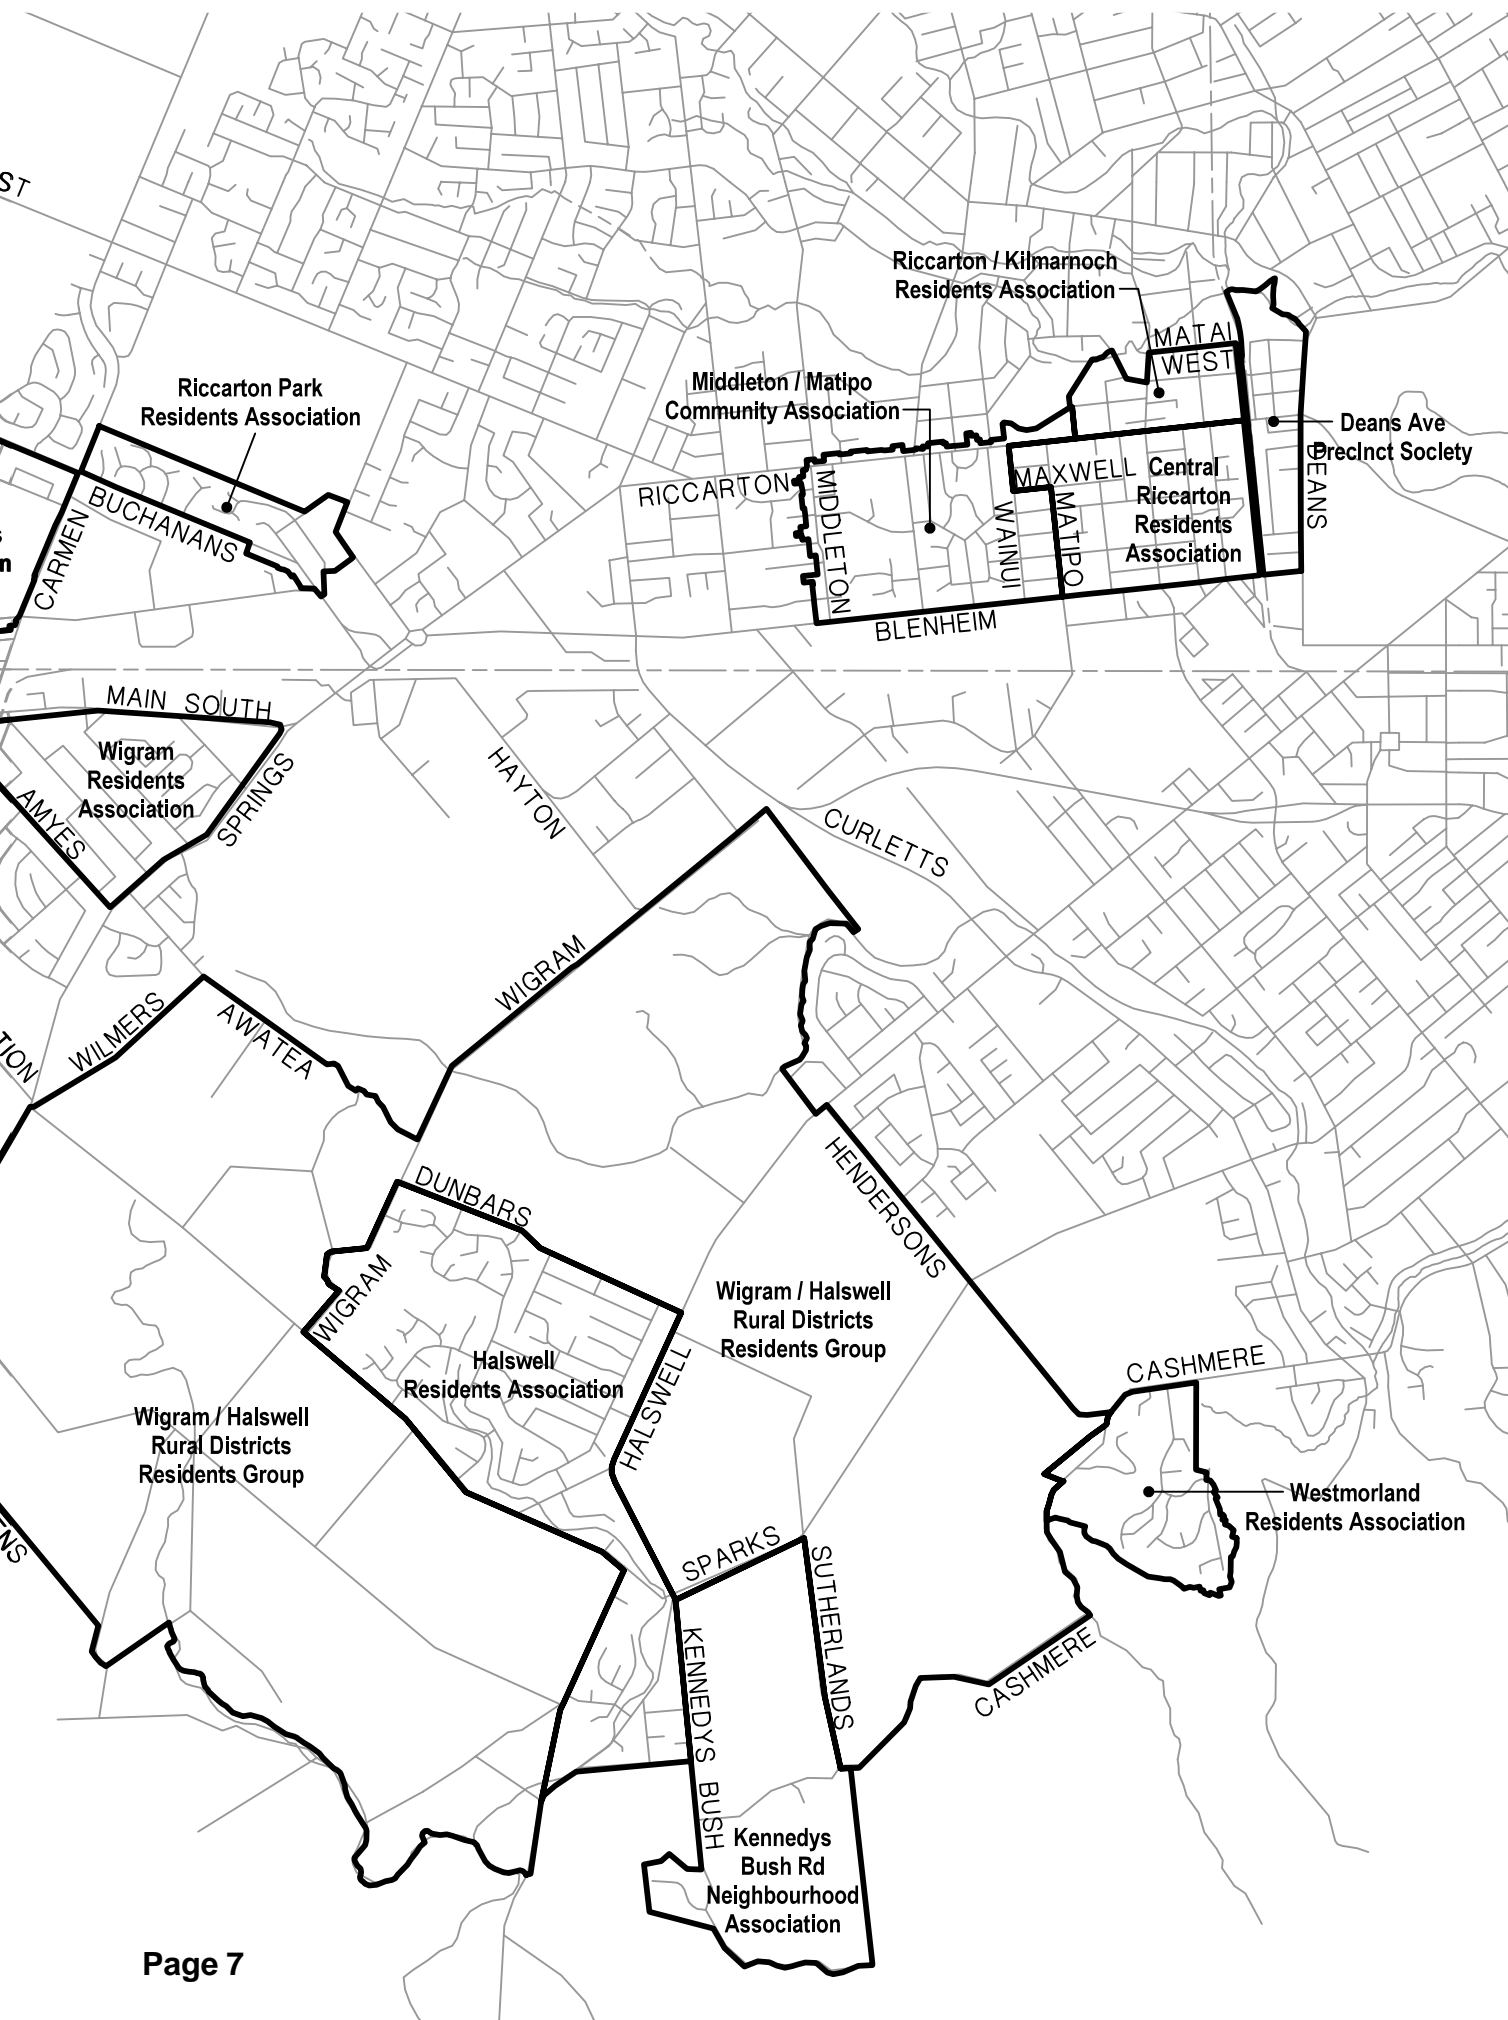 ST
Riccarton / Kilmarnoch
Residents Association
MATAI
WEST
Riccarton Park
Residents Association
Middleton / Matipo
Community Association
Deans Ave
Precinct Society
DEANS
RICCARTON
MIDDLETON
MAXWELL
Central
Riccarton
Residents
Association
WAINUI
MATIPO
BUCHANANS
CARMEN
s
n
BLENHEIM
MAIN SOUTH
Wigram
Residents
Association
AMYES
SPRINGS
HAYTON
CURLETTS
WIGRAM
WILMERS
AWATEA
TION
DUNBARS
HENDERSONS
WIGRAM
Wigram / Halswell
Rural Districts
Residents Group
Halswell
Residents Association
HALSWELL
CASHMERE
Wigram / Halswell
Rural Districts
Residents Group
Westmorland
Residents Association
ENS
SPARKS
SUTHERLANDS
KENNEDYS BUSH
CASHMERE
Kennedys
Bush Rd
Neighbourhood
Association
Page 7